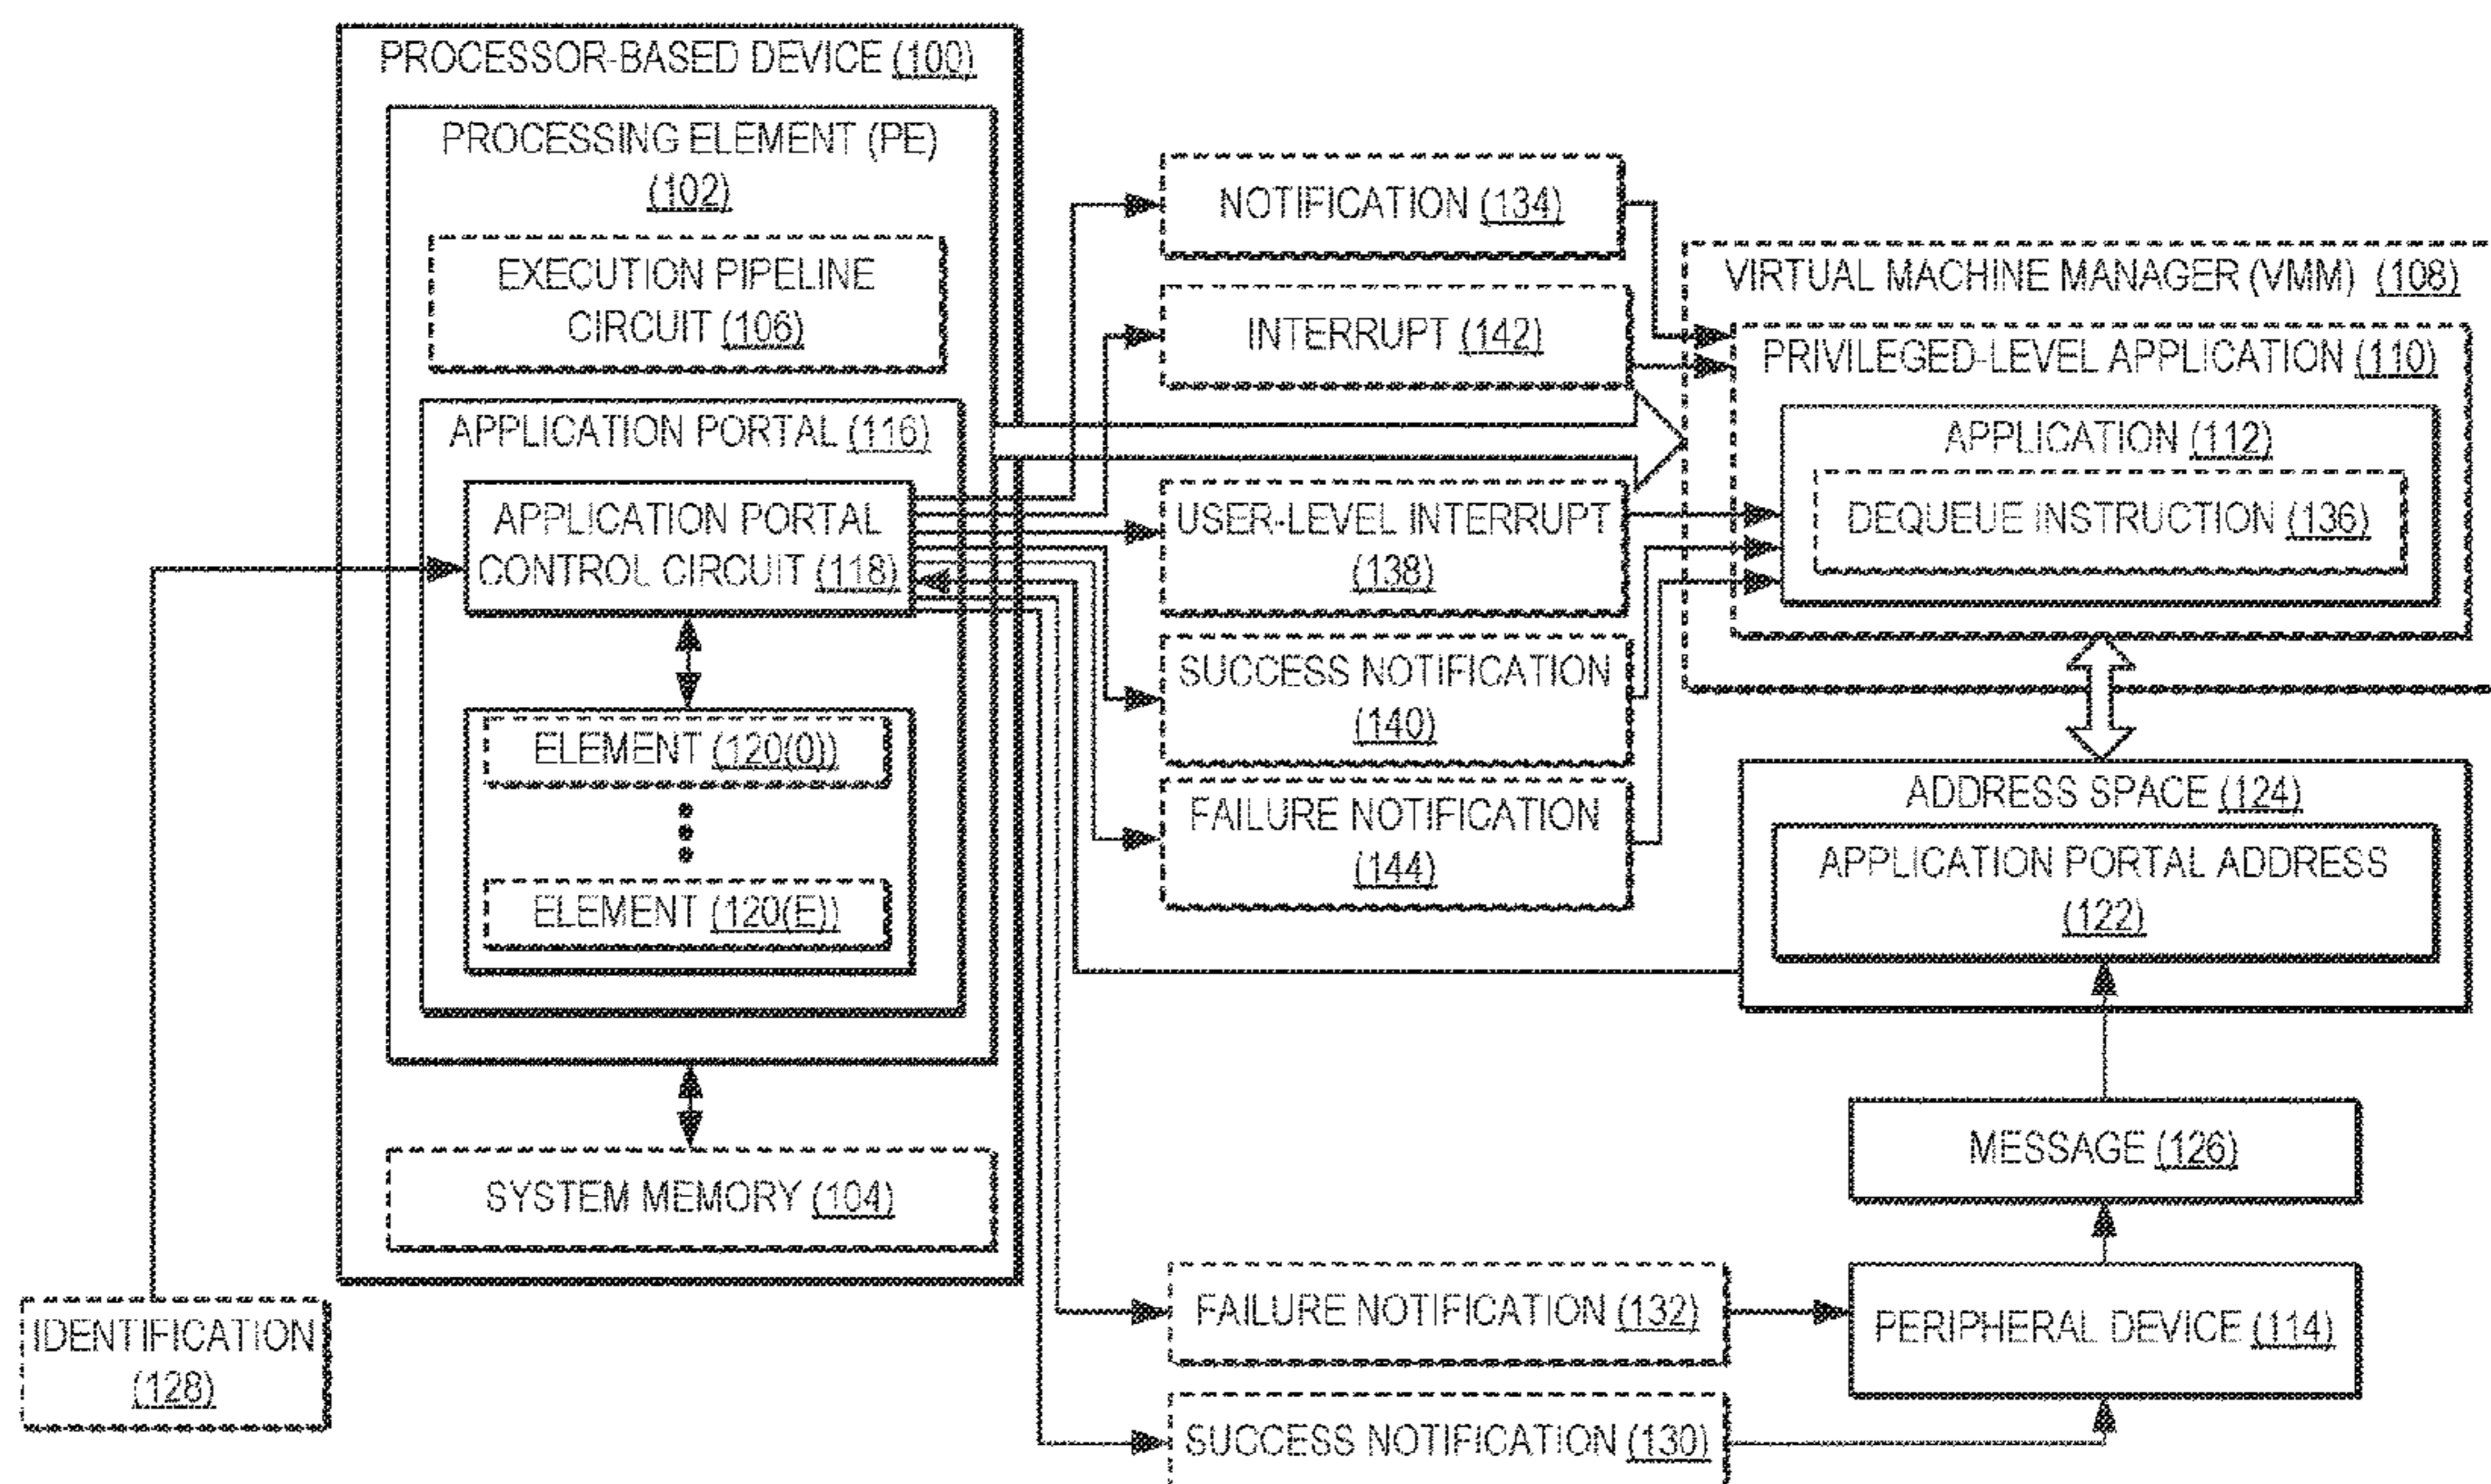 PROCESSOR-BASED DEVICE (100)
PROCESSING ELEMENT (PE)
(102)
EXECUTION PIPELINE
CIRCUIT (106)
APPLICATION PORTAL (116)
APPLICATION PORTAL
CONTROL CIRCUIT (118)
ELEMENT (120(0))
ELEMENT (120(E))
SYSTEM MEMORY (104)
IDENTIFICATION
(128)
NOTIFICATION (134)
INTERRUPT (142)
USER-LEVEL INTERRUPT
(138)
SUCCESS NOTIFICATION
(140)
FAILURE NOTIFICATION
(144)
FAILURE NOTIFICATION (132)
SUCCESS NOTIFICATION (130)
VIRTUAL MACHINE MANAGER (VMM) (108)
PRIVILEGED-LEVEL APPLICATION (110)
APPLICATION (112)
DEQUEUE INSTRUCTION (136)
ADDRESS SPACE (124)
APPLICATION PORTAL ADDRESS
(122)
MESSAGE (126)
PERIPHERAL DEVICE (114)